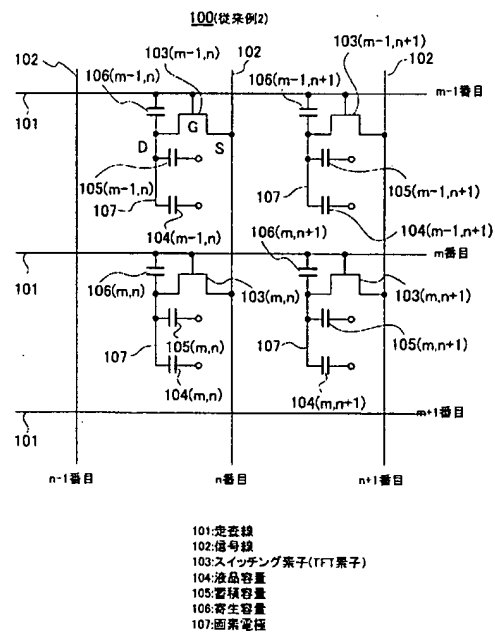 100(従来例2)
102 103(m-1,n) 103(m-1,n+1) 102
106(m-1,n) 106(m-1,n+1)
m-1番目
101
G
D S
105(m-1,n) 105(m-1,n+1)
107 107
104(m-1,n) 104(m-1,n+1)
106(m,n+1) m番目
101
106(m,n) 103(m,n) 103(m,n+1)
105(m,n) 105(m,n+1)
107 107
104(m,n) 104(m,n+1)
m+1番目
101
n-1番目 n番目 n+1番目
101:走査線
102:信号線
103:スイッチング素子(TFT素子)
104:液晶容量
105:蓄積容量
106:寄生容量
107:画素電極